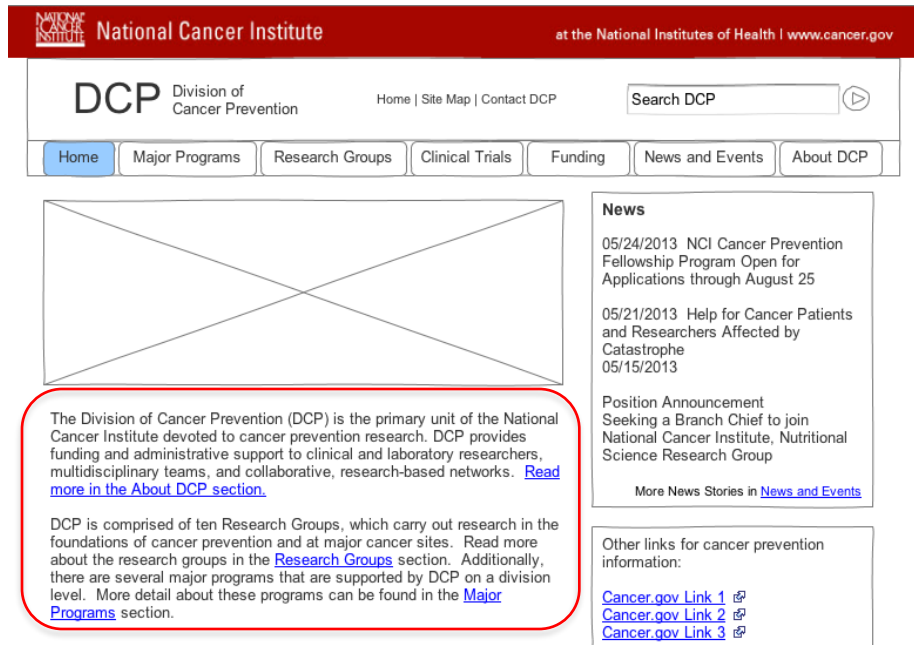 NATIONAL
CANCER
INSTITUTE
National Cancer Institute
at the National Institutes of Health | www.cancer.gov
DCP
Division of
Cancer Prevention
Home | Site Map | Contact DCP
Search DCP
Home
Major Programs
Research Groups
Clinical Trials
Funding
News and Events
About DCP
The Division of Cancer Prevention (DCP) is the primary unit of the National
Cancer Institute devoted to cancer prevention research. DCP provides
funding and administrative support to clinical and laboratory researchers,
multidisciplinary teams, and collaborative, research-based networks. Read
more in the About DCP section.
DCP is comprised of ten Research Groups, which carry out research in the
foundations of cancer prevention and at major cancer sites. Read more
about the research groups in the Research Groups section. Additionally,
there are several major programs that are supported by DCP on a division
level. More detail about these programs can be found in the Major
Programs section.
News
05/24/2013 NCI Cancer Prevention
Fellowship Program Open for
Applications through August 25
05/21/2013 Help for Cancer Patients
and Researchers Affected by
Catastrophe
05/15/2013
Position Announcement
Seeking a Branch Chief to join
National Cancer Institute, Nutritional
Science Research Group
More News Stories in News and Events
Other links for cancer prevention
information:
Cancer.gov Link 1
Cancer.gov Link 2
Cancer.gov Link 3